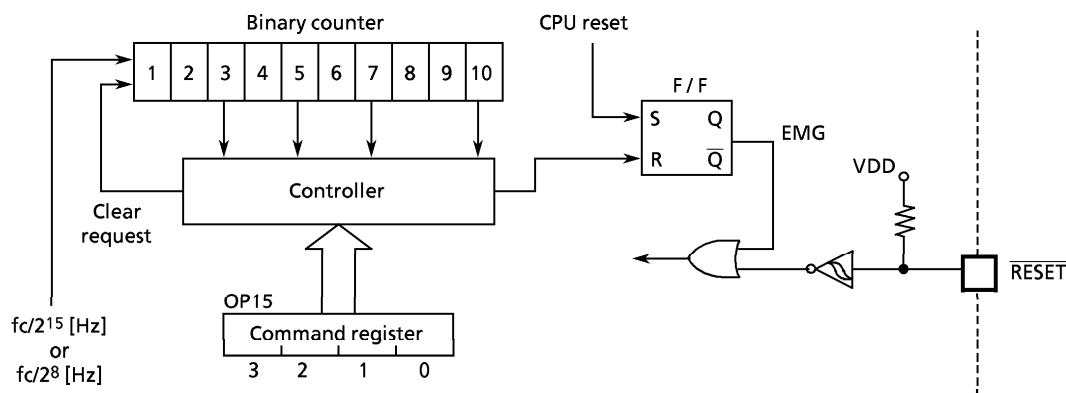 Binary counter
CPU reset
1 2 3 4 5 6 7 8 9 10
F / F
S Q
EMG
R Q̅
VDD
Controller
Clear
request
RESET
OP15
fc/2¹⁵ [Hz]
Command register
or
3 2 1 0
fc/2⁸ [Hz]